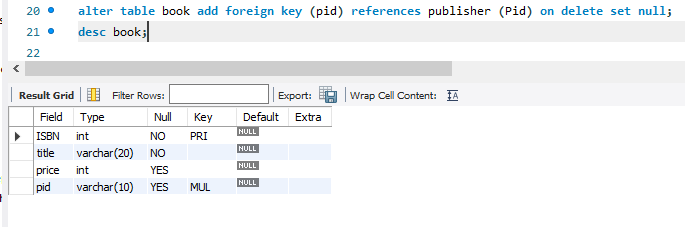 20 alter table book add foreign key (pid) references publisher (Pid) on delete set null;
21 desc book;
22
Result Grid Filter Rows: Export: Wrap Cell Content:
Field Type Null Key Default Extra
ISBN int NO PRI NULL
title varchar(20) NO NULL
price int YES NULL
pid varchar(10) YES MUL NULL